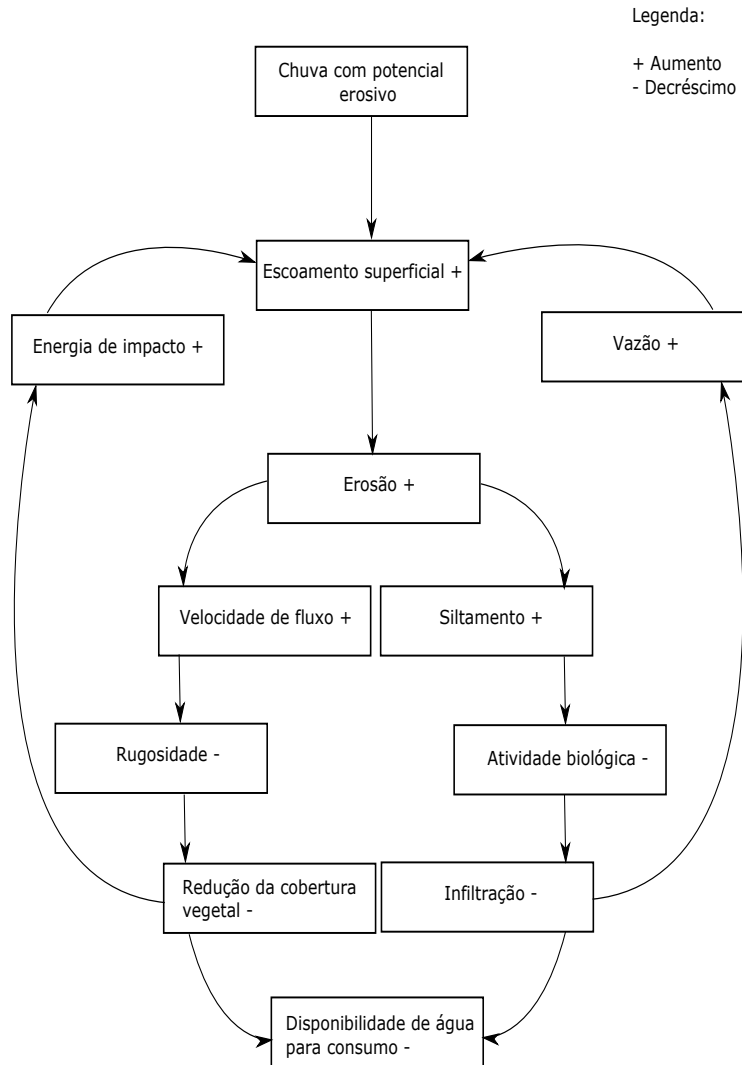 Legenda:
+ Aumento
- Decréscimo
Chuva com potencial
erosivo
Escoamento superficial +
Energia de impacto +
Vazão +
Erosão +
Velocidade de fluxo +
Siltamento +
Rugosidade -
Atividade biológica -
Redução da cobertura
vegetal -
Infiltração -
Disponibilidade de água
para consumo -